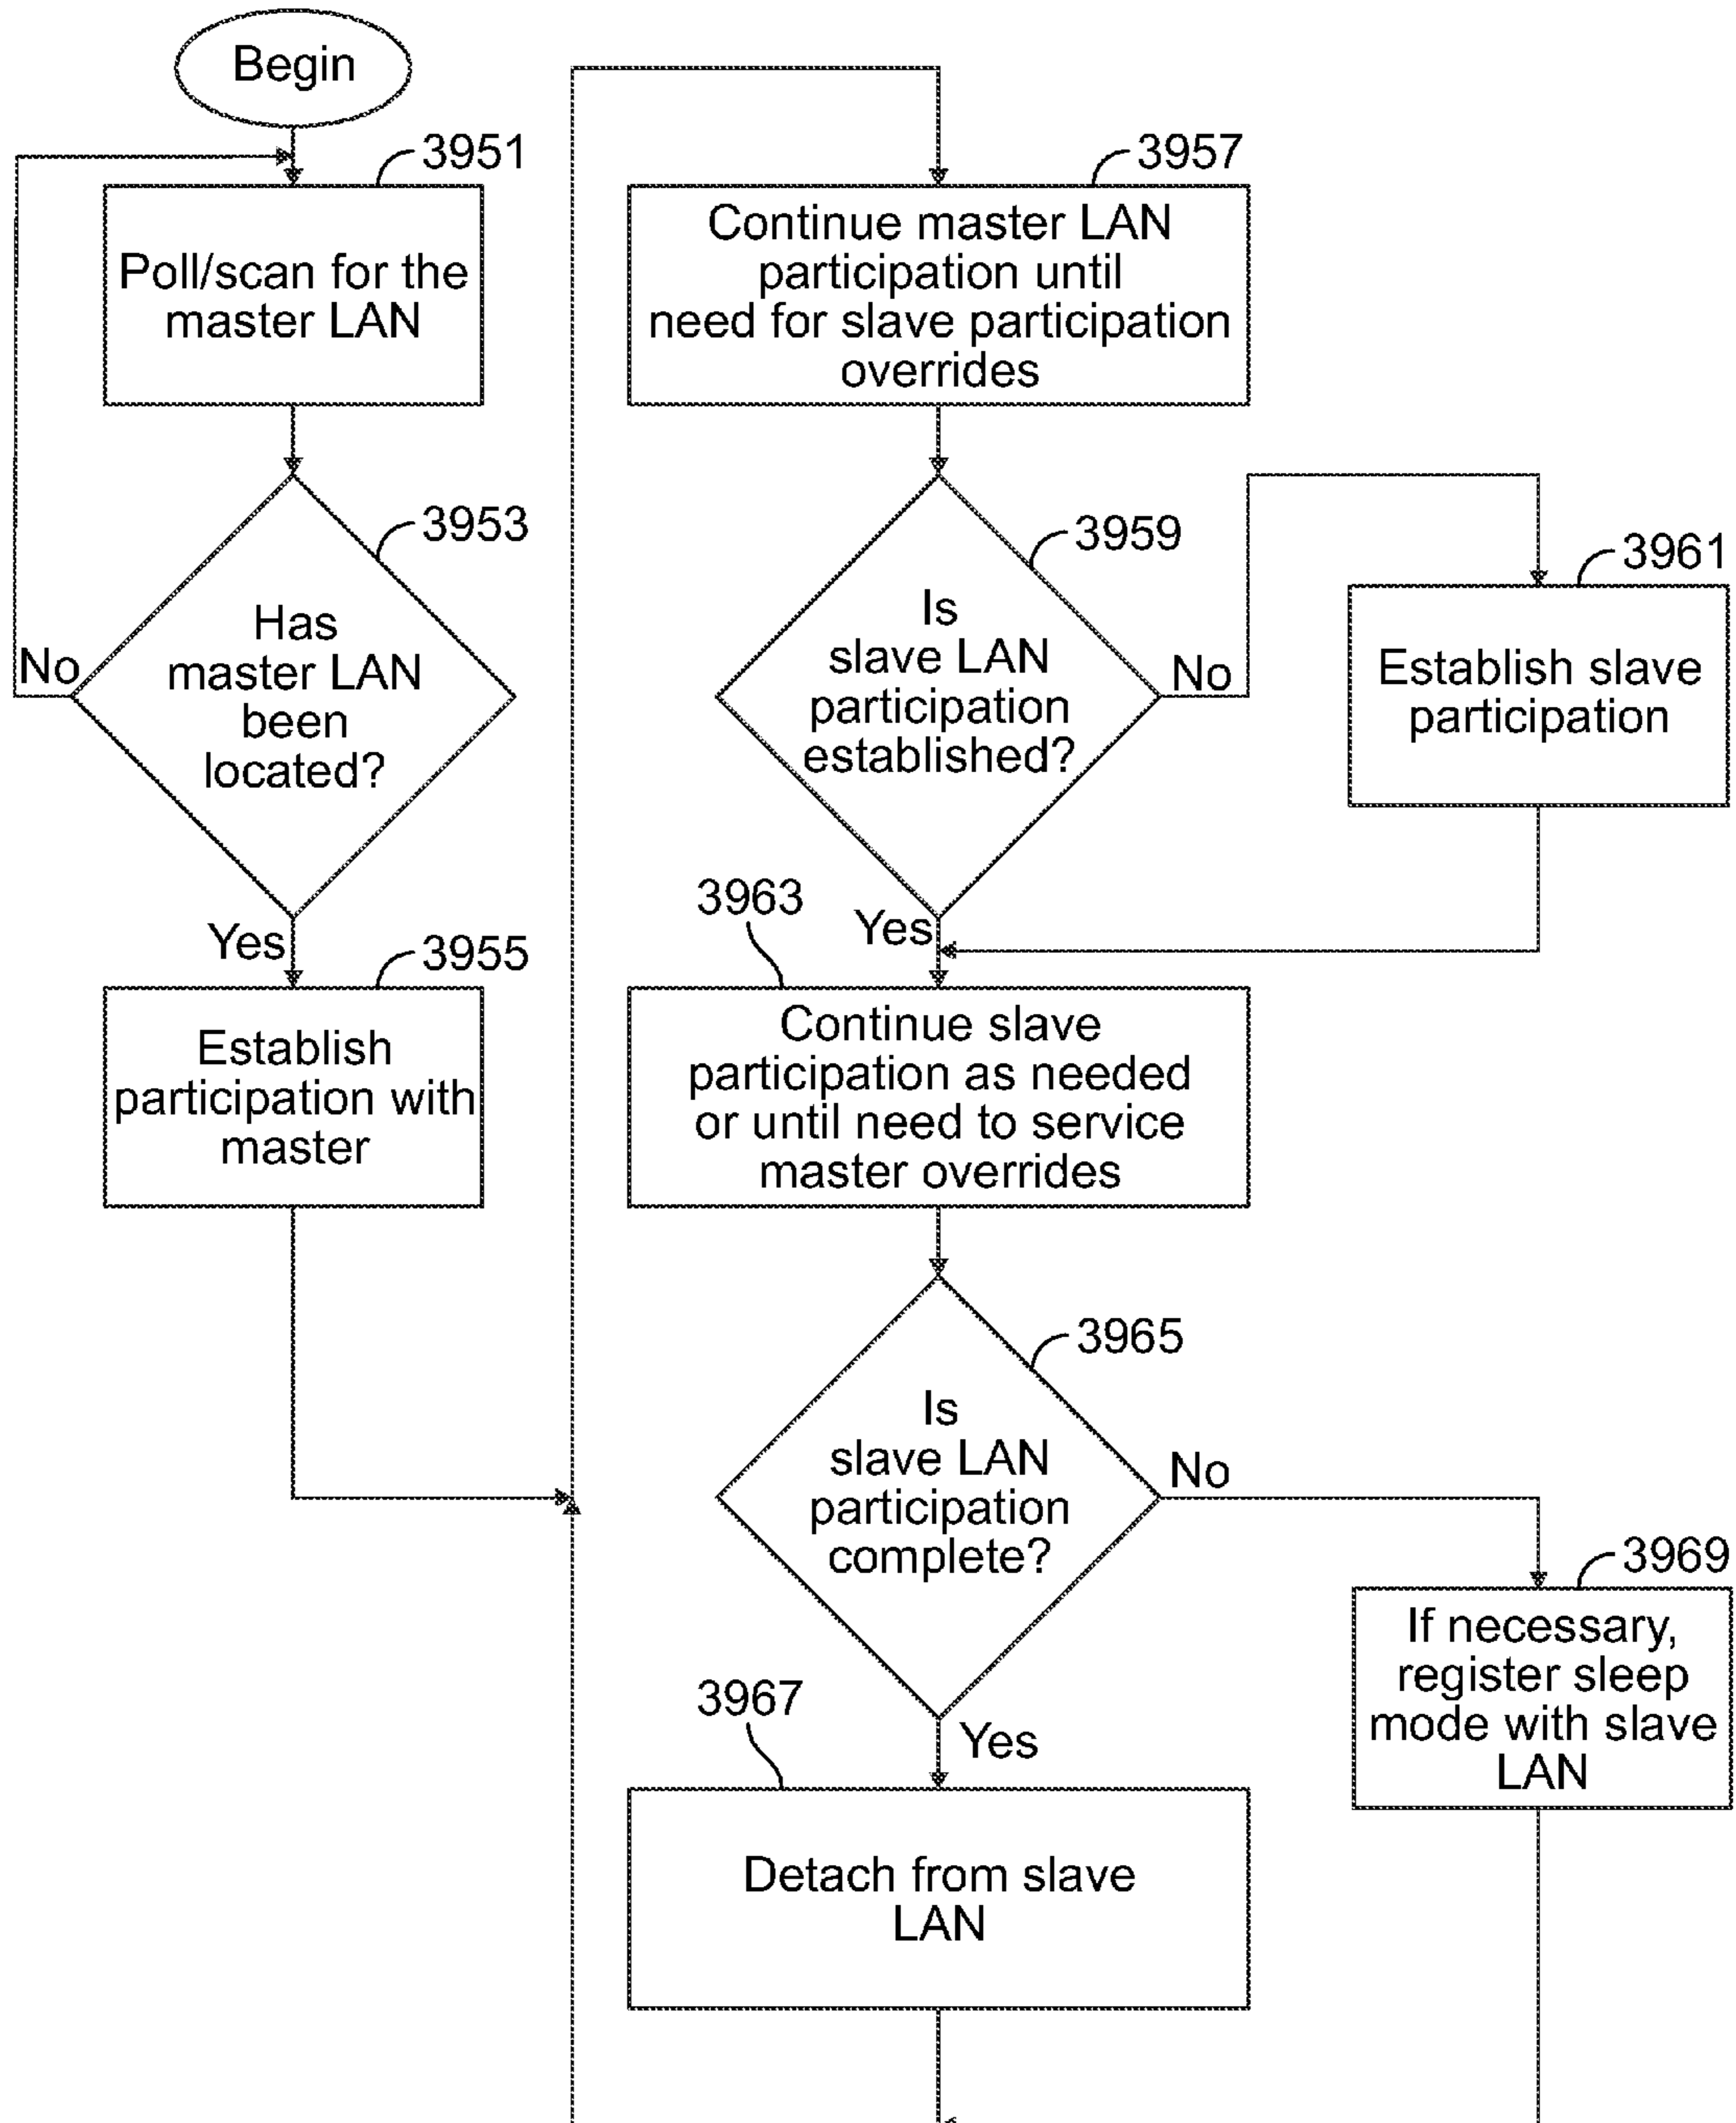 Begin
3951
Poll/scan for the
master LAN
3953
Has
master LAN
been
located?
No
Yes
3955
Establish
participation with
master
3957
Continue master LAN
participation until
need for slave participation
overrides
3959
Is
slave LAN
participation
established?
No
3961
Establish slave
participation
Yes
3963
Continue slave
participation as needed
or until need to service
master overrides
3965
Is
slave LAN
participation
complete?
No
3969
If necessary,
register sleep
mode with slave
LAN
Yes
3967
Detach from slave
LAN